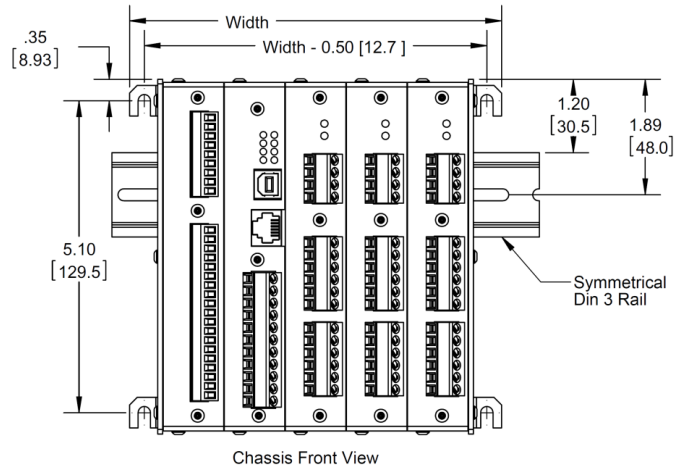 Width
Width - 0.50 [12.7 ]
.35
[8.93]
1.20
[30.5]
1.89
[48.0]
5.10
[129.5]
Symmetrical
Din 3 Rail
Chassis Front View